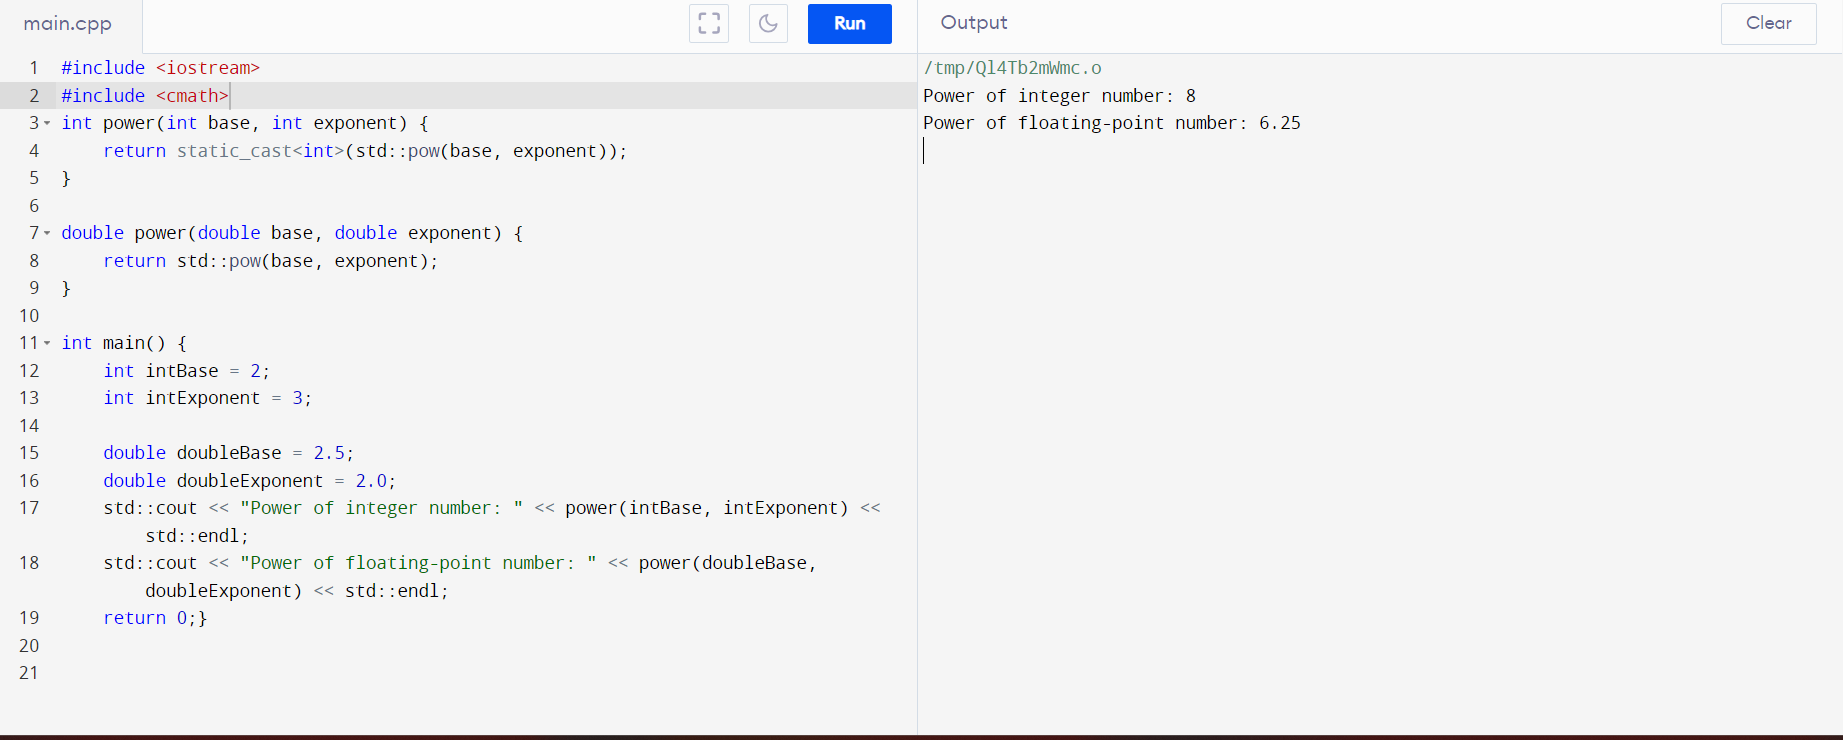 main.cpp
Run
Output
Clear
1 #include <iostream>
2 #include <cmath>
3 int power(int base, int exponent) {
4     return static_cast<int>(std::pow(base, exponent));
5 }
6
7 double power(double base, double exponent) {
8     return std::pow(base, exponent);
9 }
10
11 int main() {
12     int intBase = 2;
13     int intExponent = 3;
14
15     double doubleBase = 2.5;
16     double doubleExponent = 2.0;
17     std::cout << "Power of integer number: " << power(intBase, intExponent) <<
        std::endl;
18     std::cout << "Power of floating-point number: " << power(doubleBase,
        doubleExponent) << std::endl;
19     return 0;}
20
21
/tmp/Ql4Tb2mWmc.o
Power of integer number: 8
Power of floating-point number: 6.25